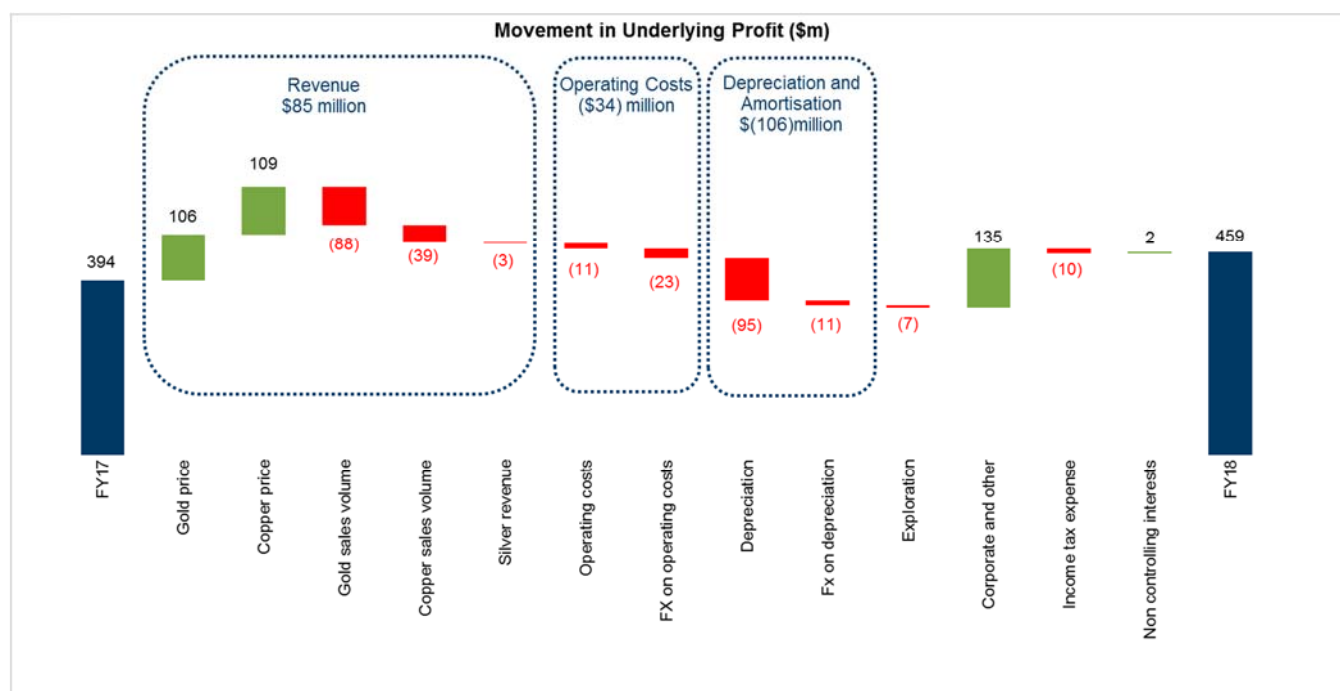 Movement in Underlying Profit ($m)
Revenue
$85 million
Operating Costs
($34) million
Depreciation and
Amortisation
$(106)million
394
106
109
(88)
(39)
(3)
(11)
(23)
(95)
(11)
(7)
135
(10)
2
459
FY17
Gold price
Copper price
Gold sales volume
Copper sales volume
Silver revenue
Operating costs
FX on operating costs
Depreciation
Fx on depreciation
Exploration
Corporate and other
Income tax expense
Non controlling interests
FY18